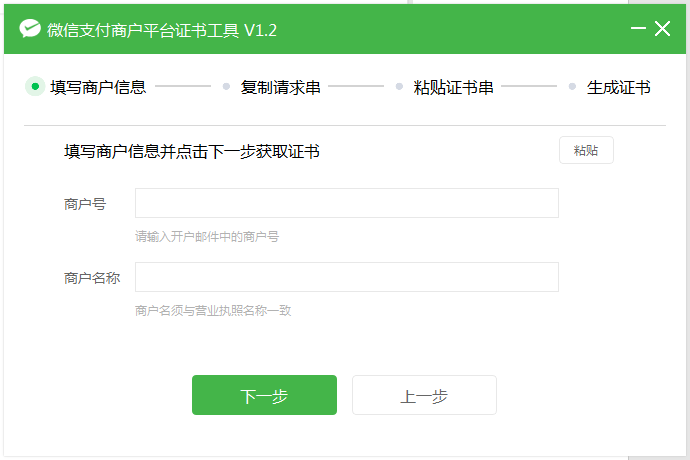 微信支付商户平台证书工具 V1.2
填写商户信息 复制请求串 粘贴证书串 生成证书
填写商户信息并点击下一步获取证书 粘贴
商户号
请输入开户邮件中的商户号
商户名称
商户名须与营业执照名称一致
下一步 上一步